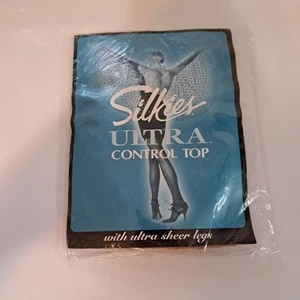 Silkies
ULTRA
CONTROL TOP
with ultra sheer legs